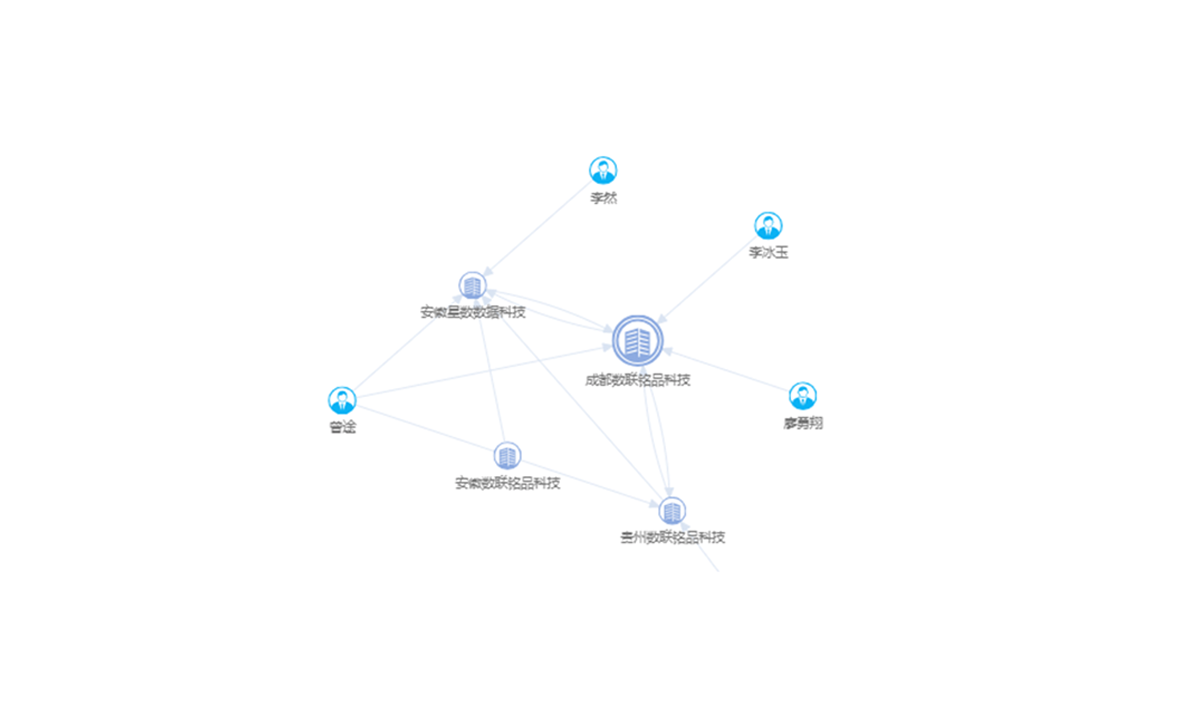 李然
李冰玉
安徽星数数据科技
成都数联铭品科技
曾途
廖勇翔
安徽数联铭品科技
贵州数联铭品科技